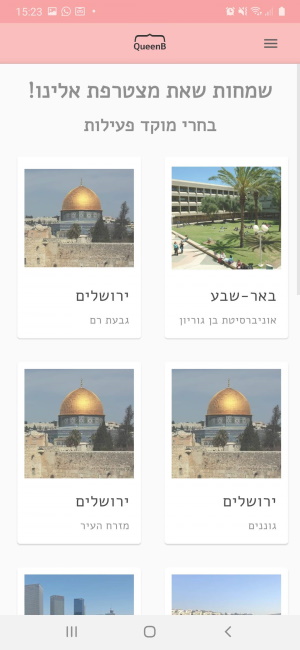 15:23
QueenB
שמחות שאת מצטרפת אלינו!
בחרי מוקד פעילות
באר-שבע
אוניברסיטת בן גוריון
ירושלים
גבעת רם
ירושלים
גוננים
ירושלים
מזרח העיר